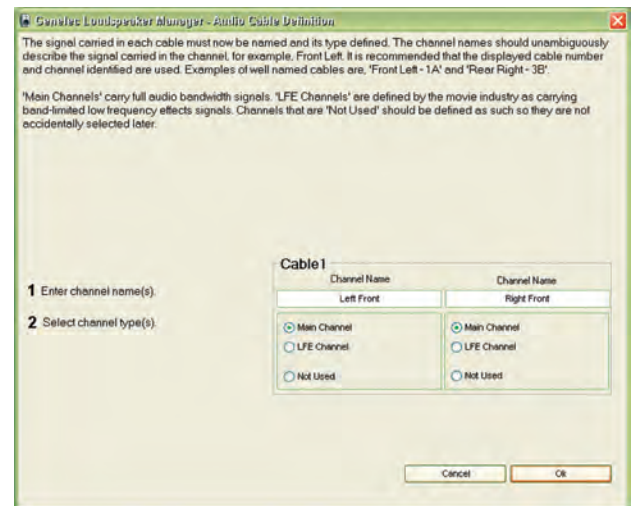 Genelec Loudspeaker Manager - Audio Cable Definition
The signal carried in each cable must now be named and its type defined. The channel names should unambiguously
describe the signal carried in the channel, for example, Front Left. It is recommended that the displayed cable number
and channel identified are used. Examples of well named cables are, 'Front Left - 1A' and 'Rear Right - 3B'.
'Main Channels' carry full audio bandwidth signals. 'LFE Channels' are defined by the movie industry as carrying
band-limited low frequency effects signals. Channels that are 'Not Used' should be defined as such so they are not
accidentally selected later.
Cable1
Channel Name Channel Name
1 Enter channel name(s).
Left Front Right Front
2 Select channel type(s).
Main Channel Main Channel
LFE Channel LFE Channel
Not Used Not Used
Cancel Ok